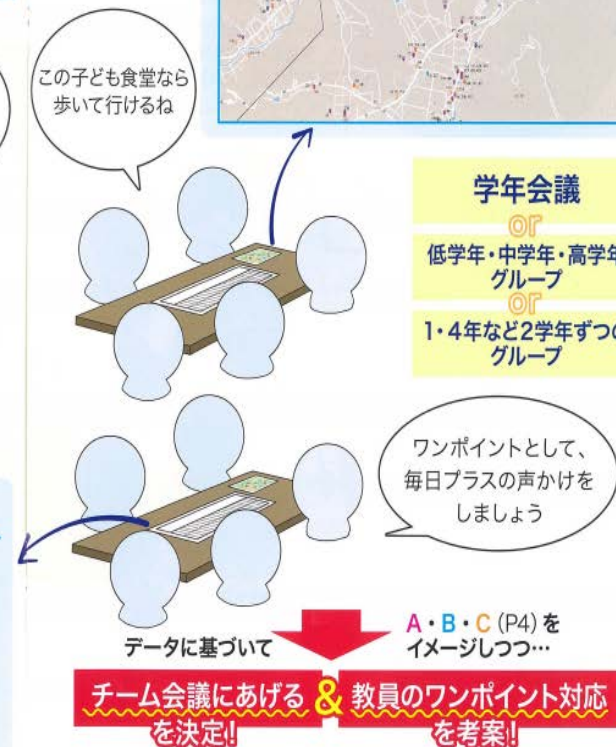 この子ども食堂なら
歩いて行けるね
学年会議
or
低学年・中学年・高学年
グループ
or
1・4年など2学年ずつの
グループ
ワンポイントとして、
毎日プラスの声かけを
しましょう
データに基づいて
A・B・C(P4)を
イメージしつつ…
チーム会議にあげる
を決定!
&
教員のワンポイント対応
を考案!